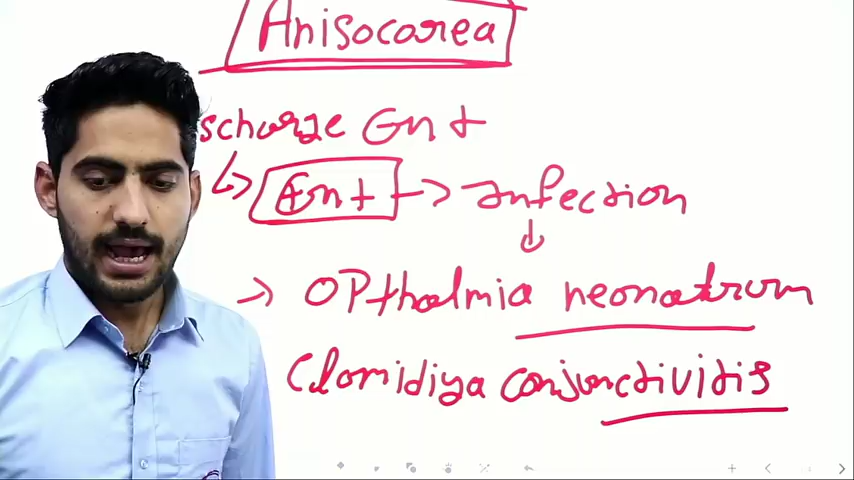 Anisocorea
scharge Gnt
Gnt → Infection
↓
→ OPthalmia neonatrum
Clomidiya conjunctivitis